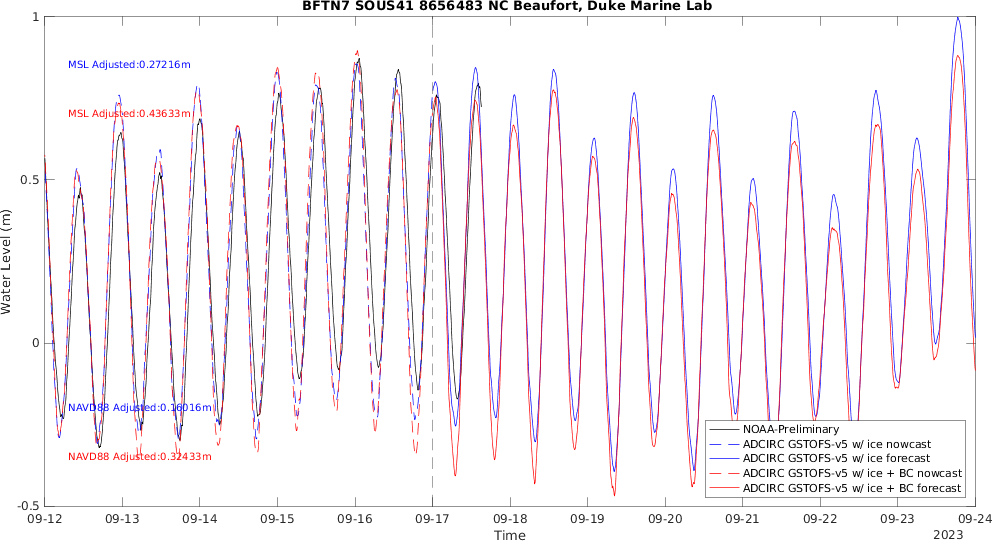 BFTN7 SOUS41 8656483 NC Beaufort, Duke Marine Lab
1
0.5
0
-0.5
Water Level (m)
MSL Adjusted:0.27216m
MSL Adjusted:0.43633m
NAVD88 Adjusted:0.16016m
NAVD88 Adjusted:0.32433m
NOAA-Preliminary
ADCIRC GSTOFS-v5 w/ ice nowcast
ADCIRC GSTOFS-v5 w/ ice forecast
ADCIRC GSTOFS-v5 w/ ice + BC nowcast
ADCIRC GSTOFS-v5 w/ ice + BC forecast
09-12 09-13 09-14 09-15 09-16 09-17 09-18 09-19 09-20 09-21 09-22 09-23 09-24
Time
2023